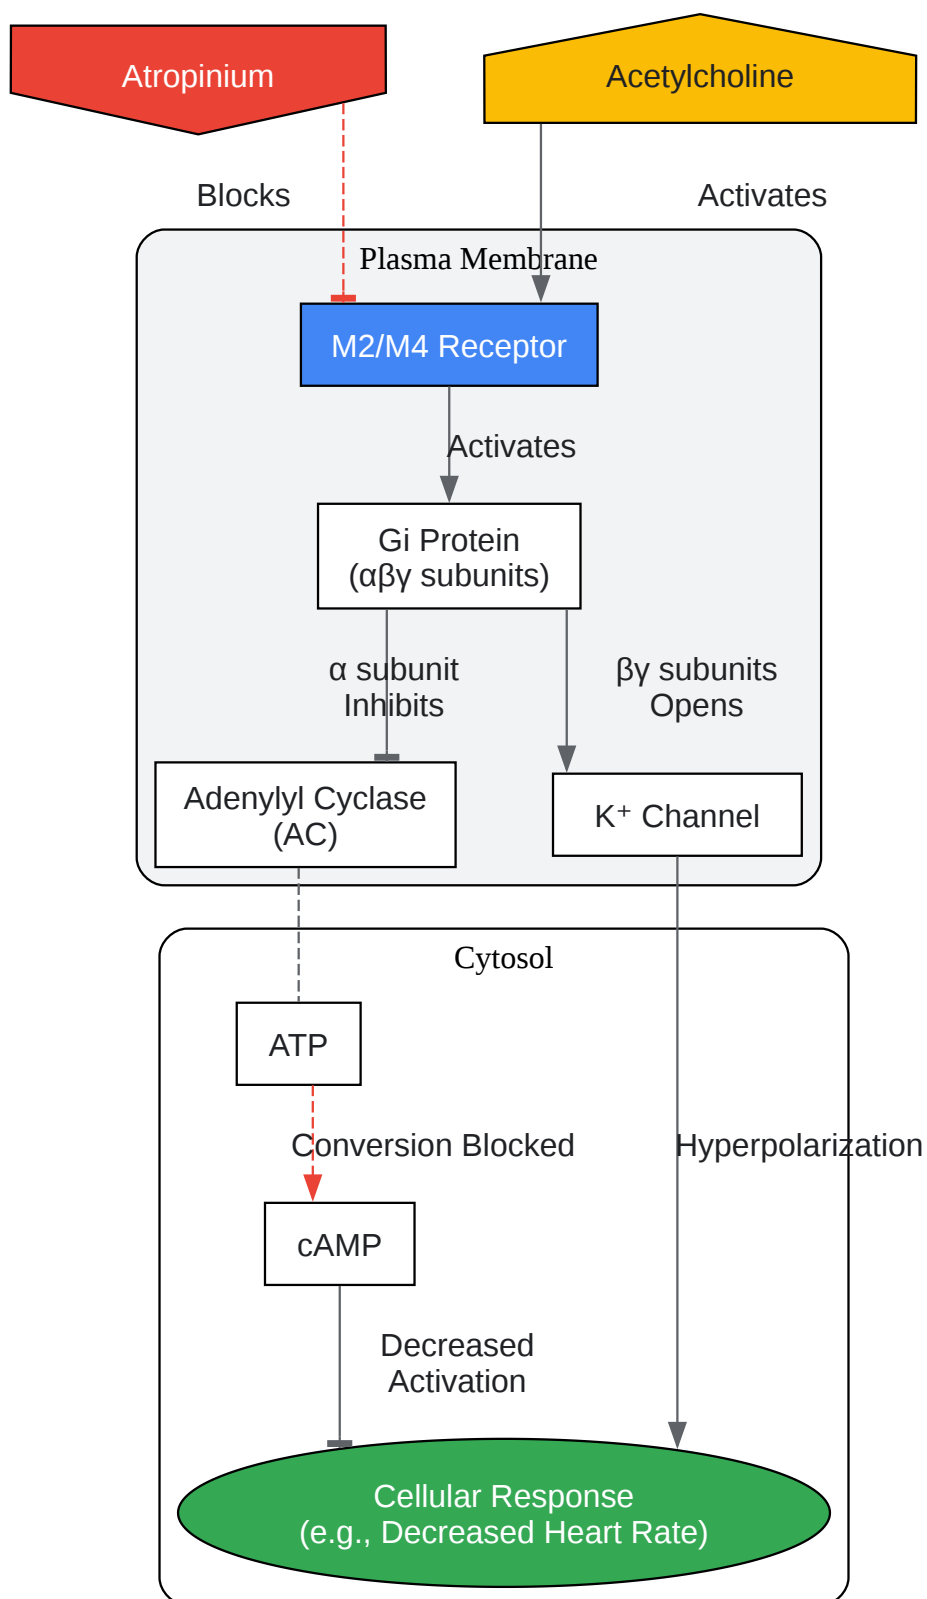 Atropinium
Acetylcholine
Blocks
Activates
Plasma Membrane
M2/M4 Receptor
Activates
Gi Protein
(αβγ subunits)
α subunit
Inhibits
βγ subunits
Opens
Adenylyl Cyclase
(AC)
K⁺ Channel
Cytosol
ATP
Conversion Blocked
Hyperpolarization
cAMP
Decreased
Activation
Cellular Response
(e.g., Decreased Heart Rate)